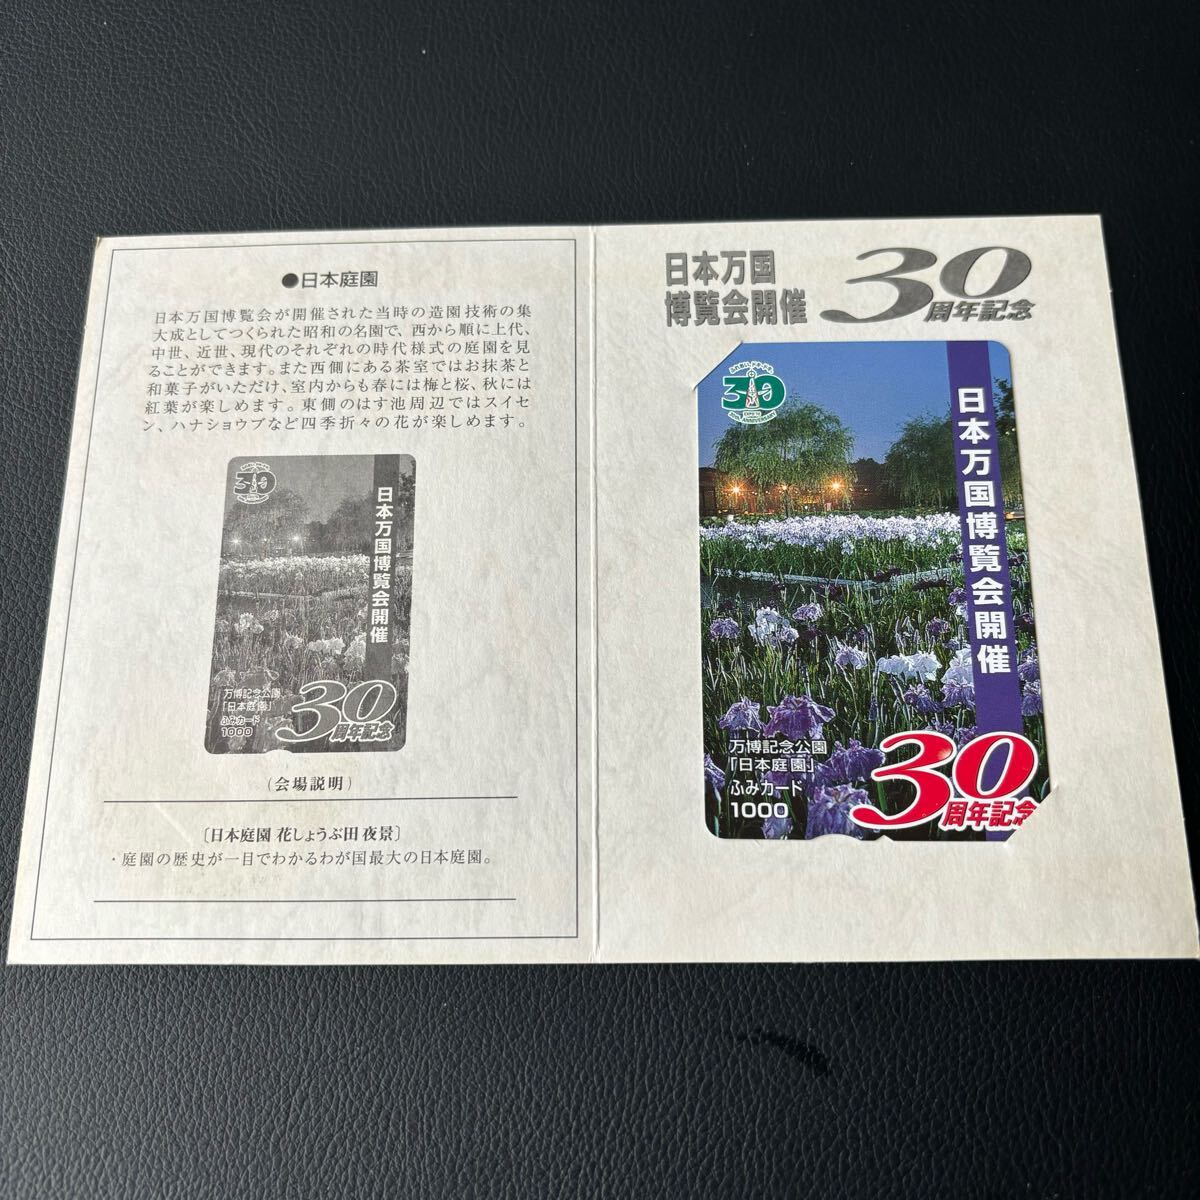 ●日本庭園
日本万国博覧会が開催された当時の造園技術の集
大成としてつくられた昭和の名園で、西から順に上代、
中世、近世、現代のそれぞれの時代様式の庭園を見
ることができます。また西側にある茶室ではお抹茶と
和菓子がいただけ、室内からも春には梅と桜、秋には
紅葉が楽しめます。東側のはす池周辺ではスイセ
ン、ハナショウブなど四季折々の花が楽しめます。
30
日本万国博覧会開催
万博記念公園
「日本庭園」
ふみカード
1000
30
周年記念
(会場説明)
〔日本庭園 花しょうぶ田 夜景〕
・庭園の歴史が一目でわかるわが国最大の日本庭園。
日本万国
博覧会開催
30
周年記念
30
日本万国博覧会開催
万博記念公園
「日本庭園」
ふみカード
1000
30
周年記念